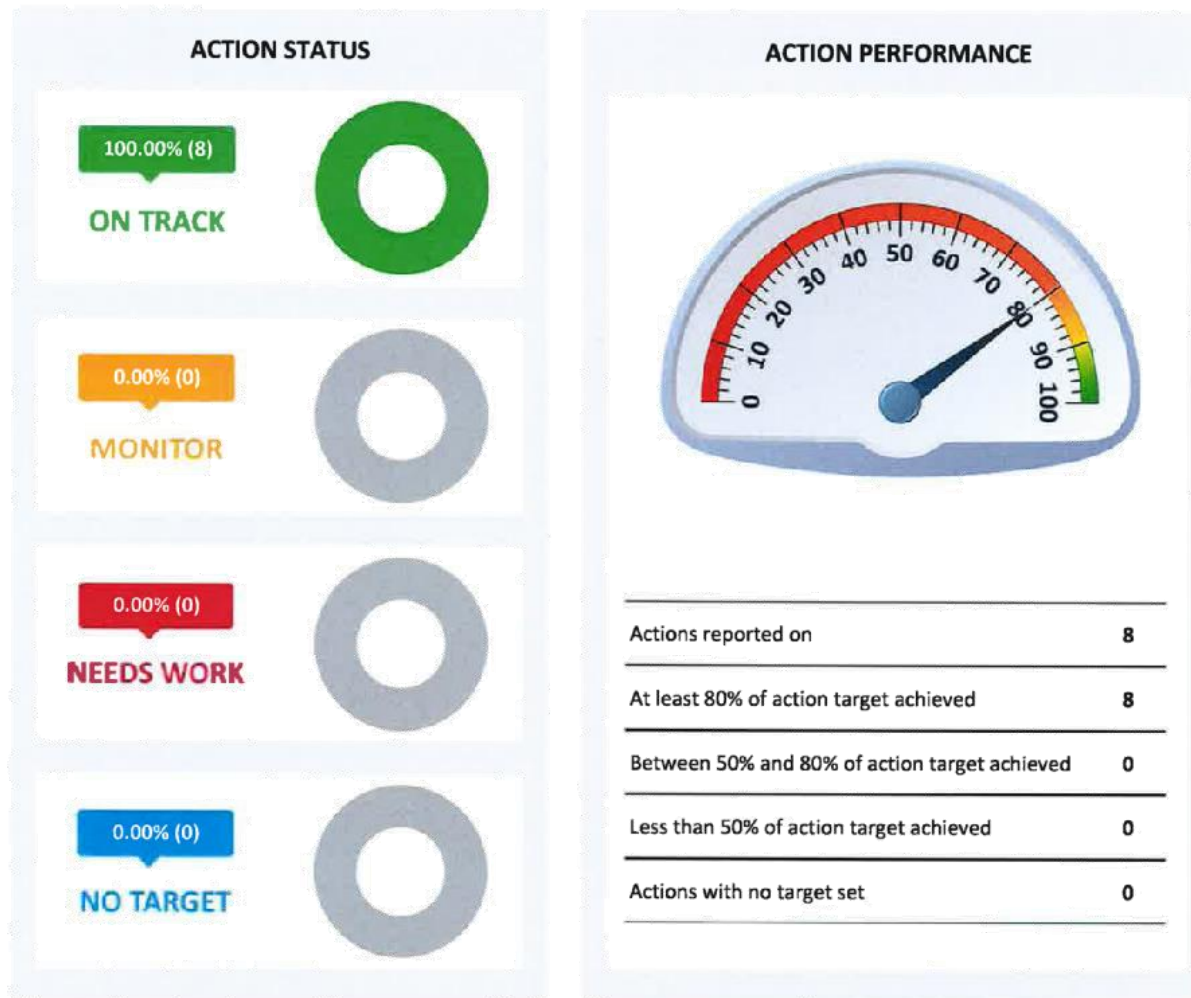 ACTION STATUS
100.00% (8)
ON TRACK
0.00% (0)
MONITOR
0.00% (0)
NEEDS WORK
0.00% (0)
NO TARGET
ACTION PERFORMANCE
0
10
20
30
40
50
60
70
80
90
100
Actions reported on 8
At least 80% of action target achieved 8
Between 50% and 80% of action target achieved 0
Less than 50% of action target achieved 0
Actions with no target set 0